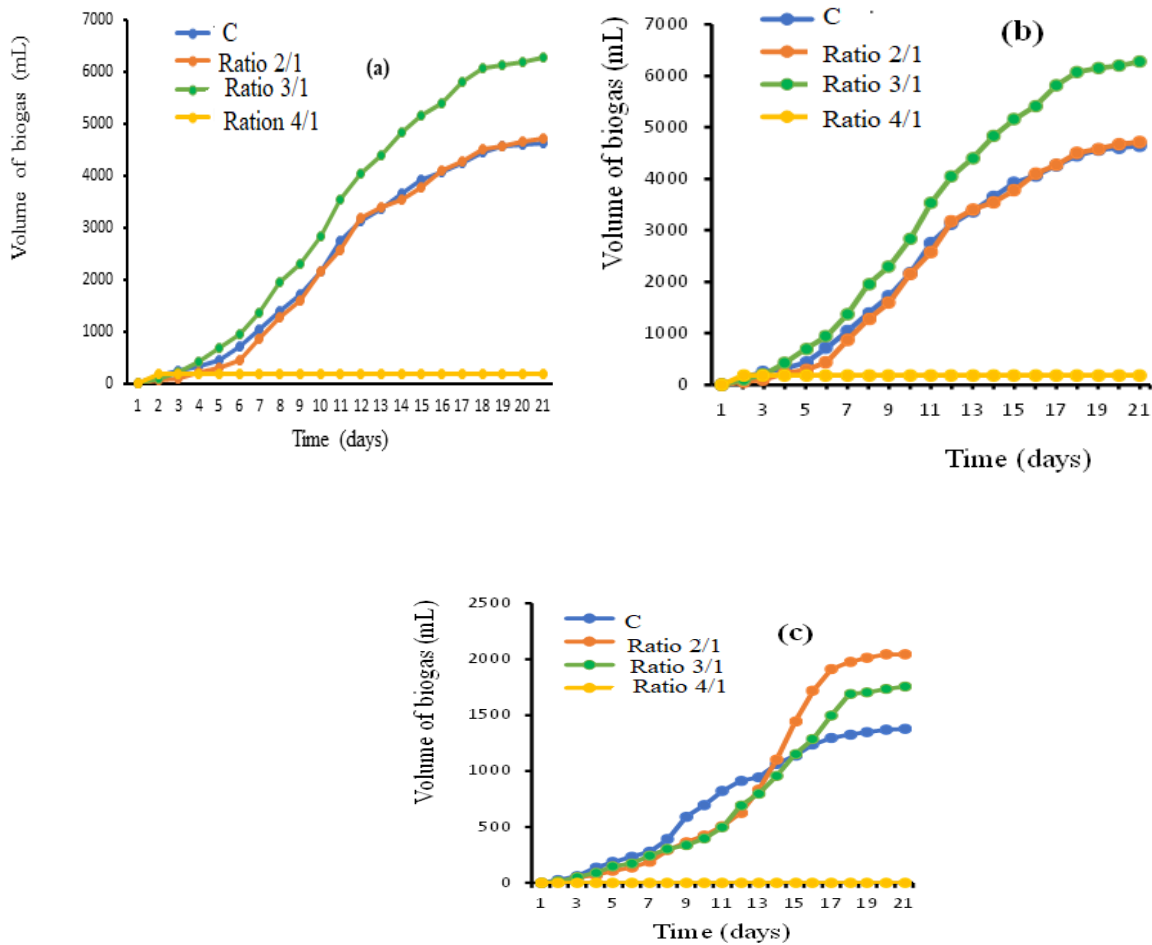 7000
6000
5000
4000
3000
2000
1000
0
Volume of biogas (mL)
C
Ratio 2/1
Ratio 3/1
Ration 4/1
(a)
1 2 3 4 5 6 7 8 9 10 11 12 13 14 15 16 17 18 19 20 21
Time (days)
7000
6000
5000
4000
3000
2000
1000
0
Volume of biogas (mL)
C
Ratio 2/1
Ratio 3/1
Ratio 4/1
(b)
1 3 5 7 9 11 13 15 17 19 21
Time (days)
2500
2000
1500
1000
500
0
Volume of biogas (mL)
C
Ratio 2/1
Ratio 3/1
Ratio 4/1
(c)
1 3 5 7 9 11 13 15 17 19 21
Time (days)